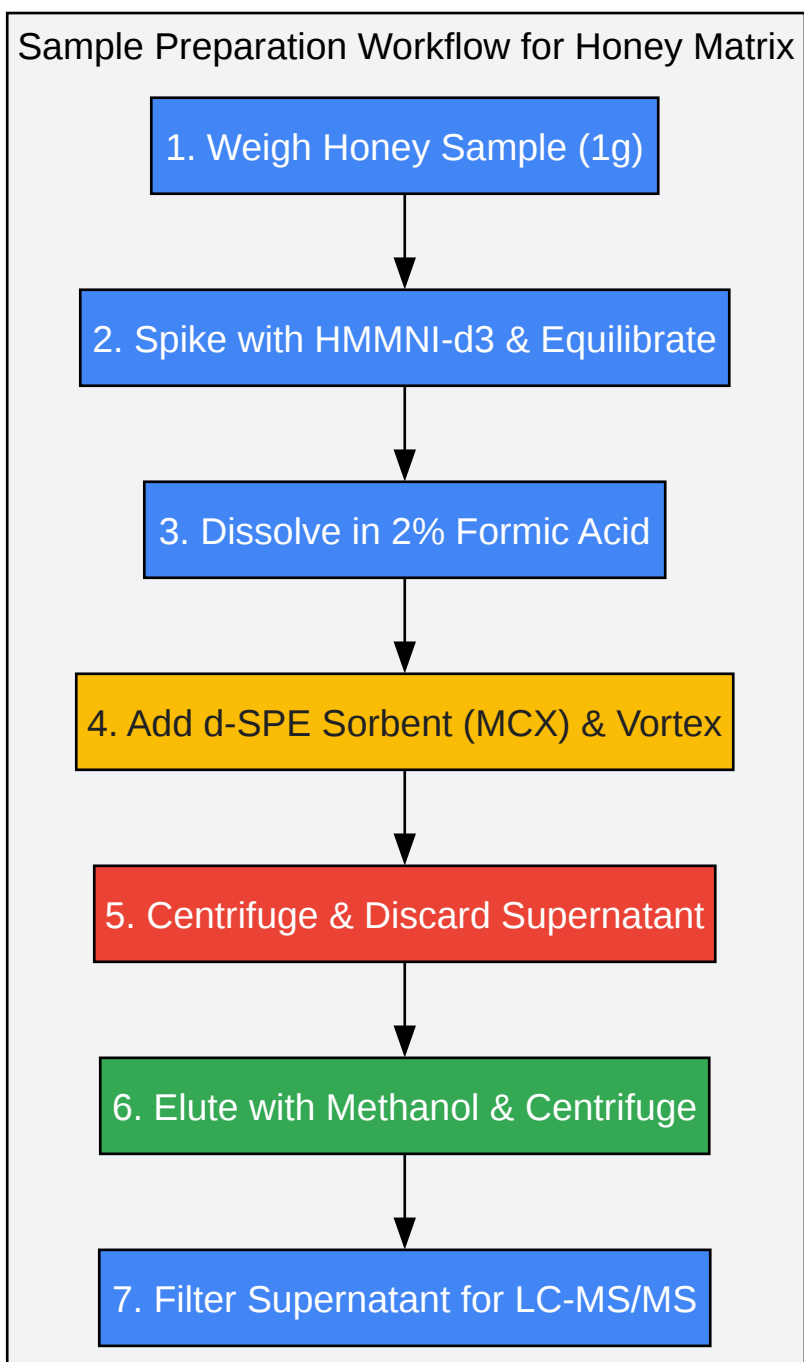 Sample Preparation Workflow for Honey Matrix
1. Weigh Honey Sample (1g)
2. Spike with HMMNI-d3 & Equilibrate
3. Dissolve in 2% Formic Acid
4. Add d-SPE Sorbent (MCX) & Vortex
5. Centrifuge & Discard Supernatant
6. Elute with Methanol & Centrifuge
7. Filter Supernatant for LC-MS/MS